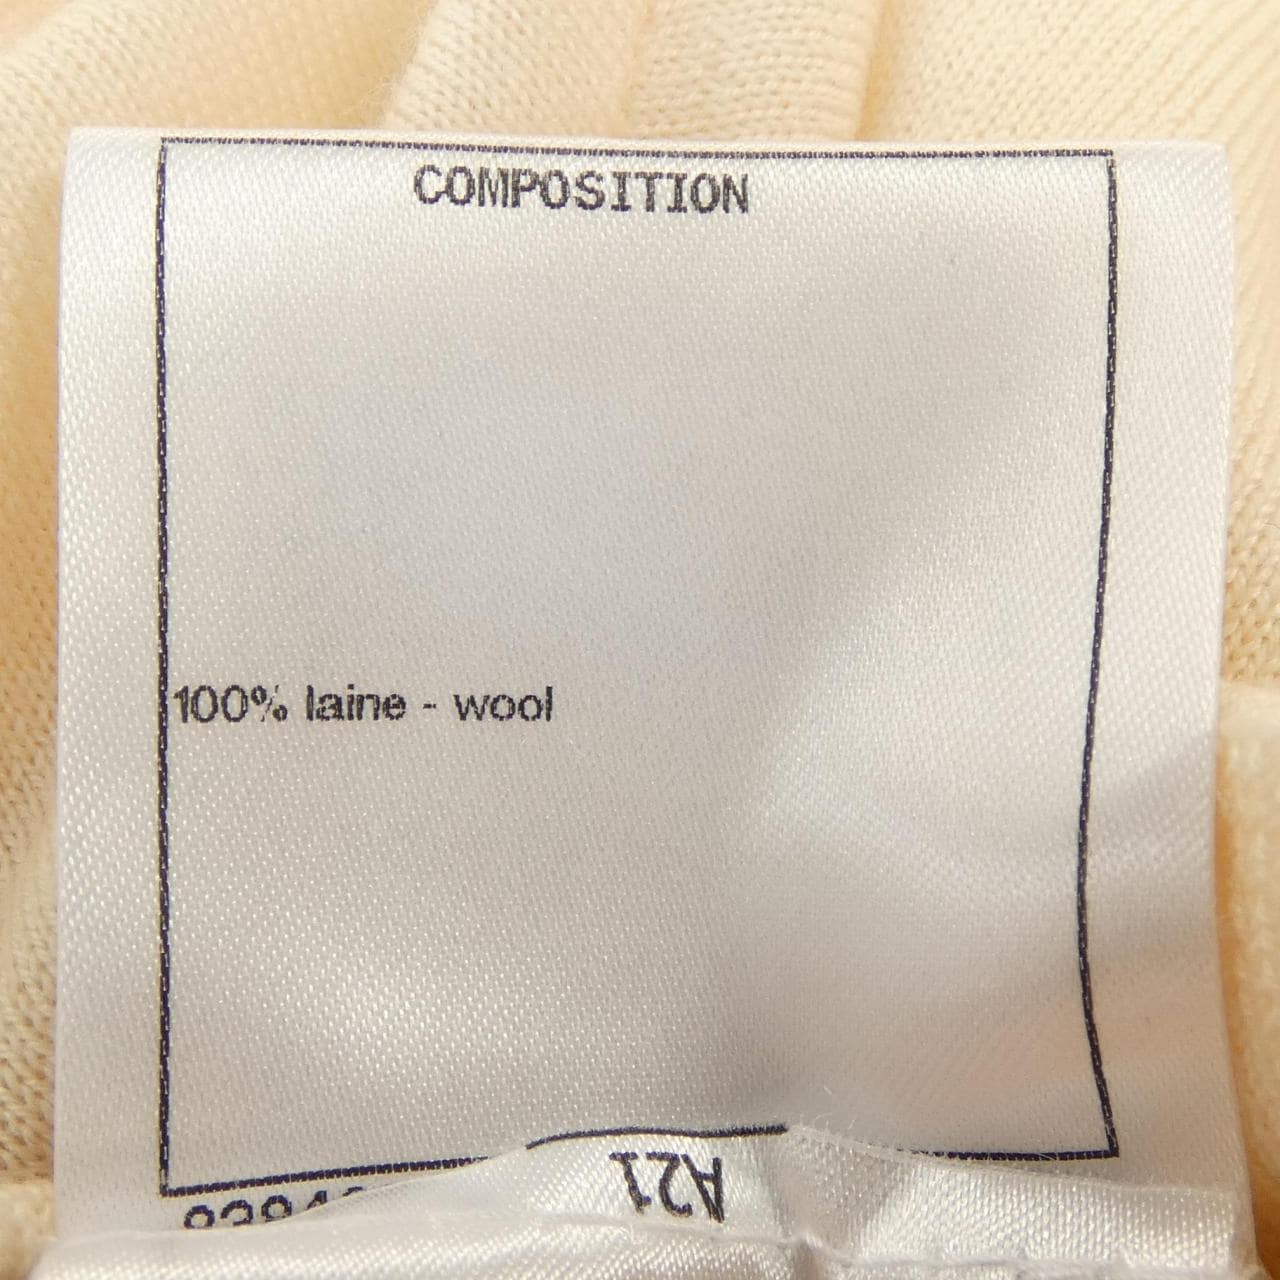 COMPOSITION
100% laine - wool
A21